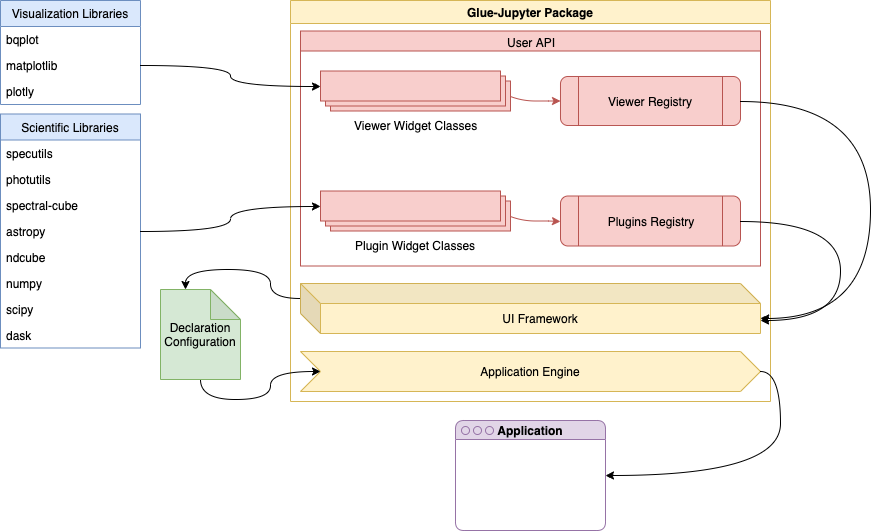 Visualization Libraries
bqplot
matplotlib
plotly
Scientific Libraries
specutils
photutils
spectral-cube
astropy
ndcube
numpy
scipy
dask
Glue-Jupyter Package
User API
Viewer Widget Classes
Viewer Registry
Plugin Widget Classes
Plugins Registry
UI Framework
Declaration
Configuration
Application Engine
Application